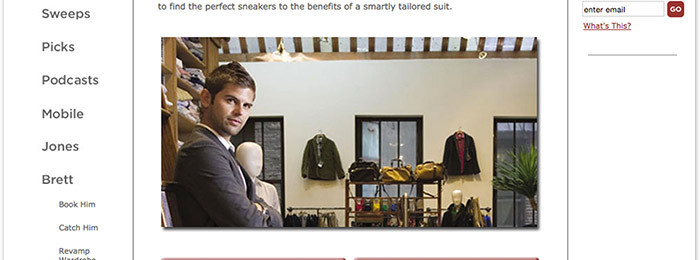 Sweeps
Picks
Podcasts
Mobile
Jones
Brett
Book Him
Catch Him
Revamp
Wardrobe
to find the perfect sneakers to the benefits of a smartly tailored suit.
enter email
GO
What's This?